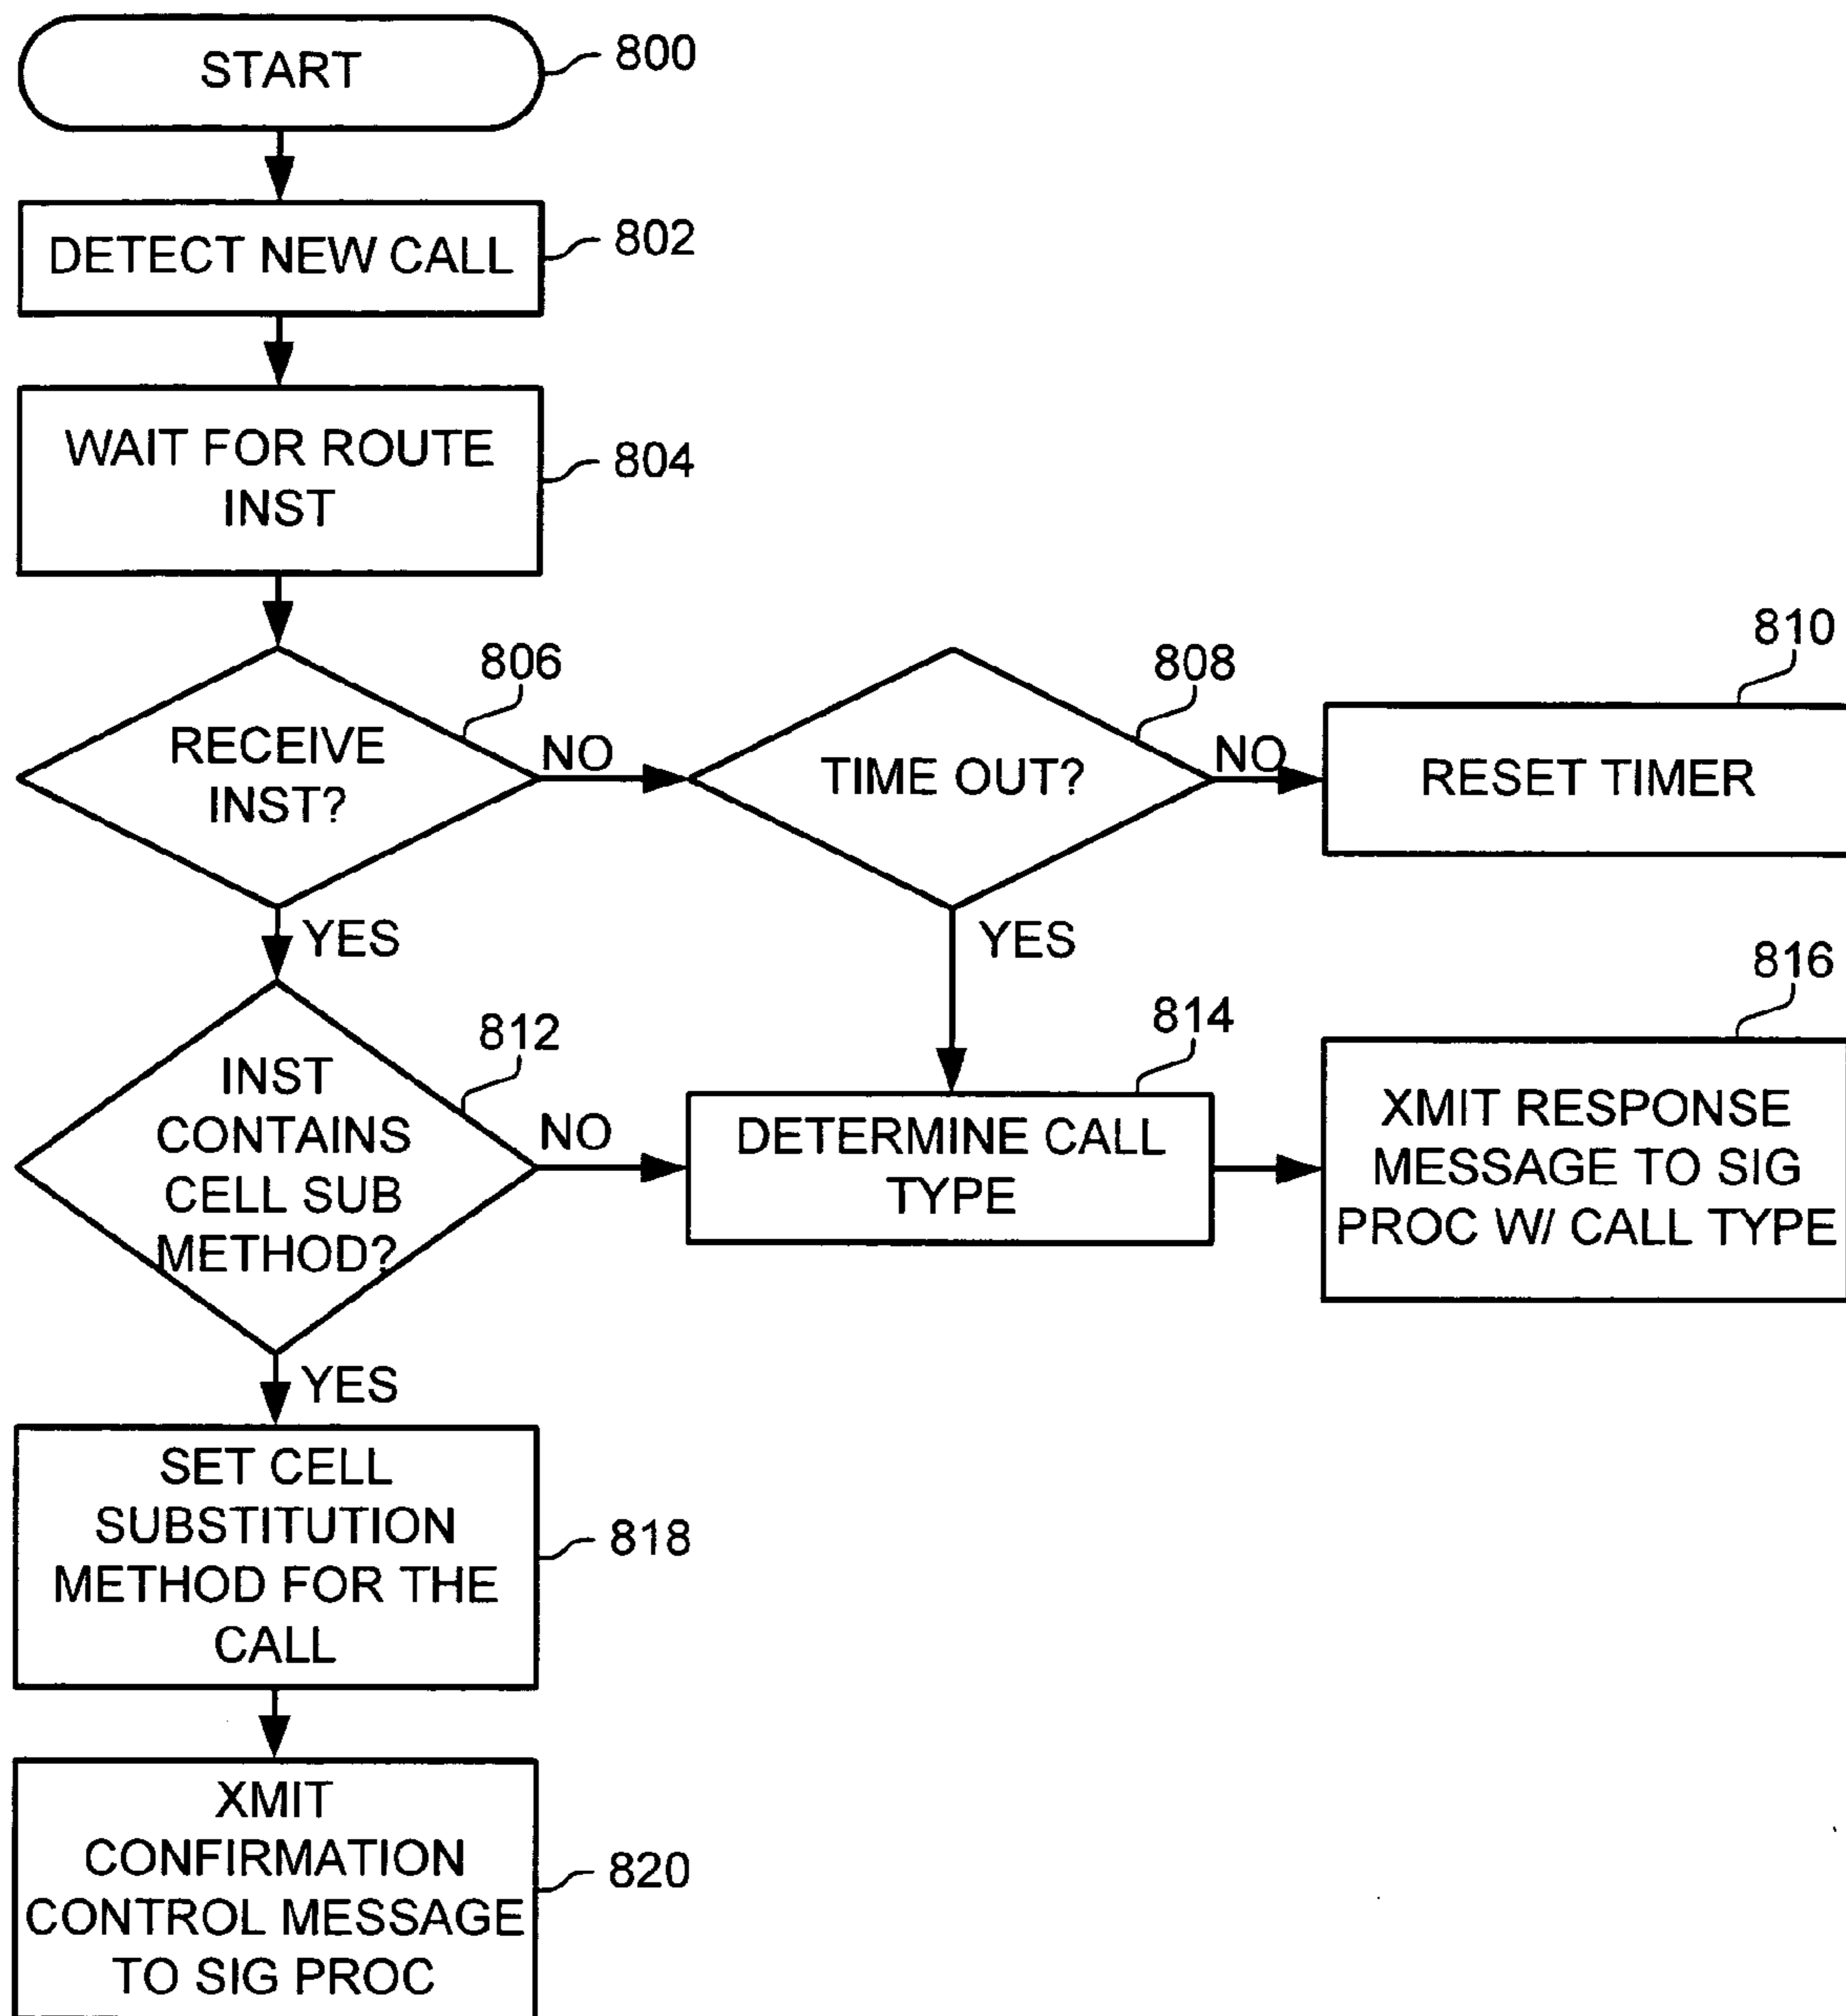 START
800
DETECT NEW CALL
802
WAIT FOR ROUTE
INST
804
RECEIVE
INST?
806
NO
TIME OUT?
808
NO
RESET TIMER
810
YES
YES
INST
CONTAINS
CELL SUB
METHOD?
812
NO
DETERMINE CALL
TYPE
814
XMIT RESPONSE
MESSAGE TO SIG
PROC W/ CALL TYPE
816
YES
SET CELL
SUBSTITUTION
METHOD FOR THE
CALL
818
XMIT
CONFIRMATION
CONTROL MESSAGE
TO SIG PROC
820